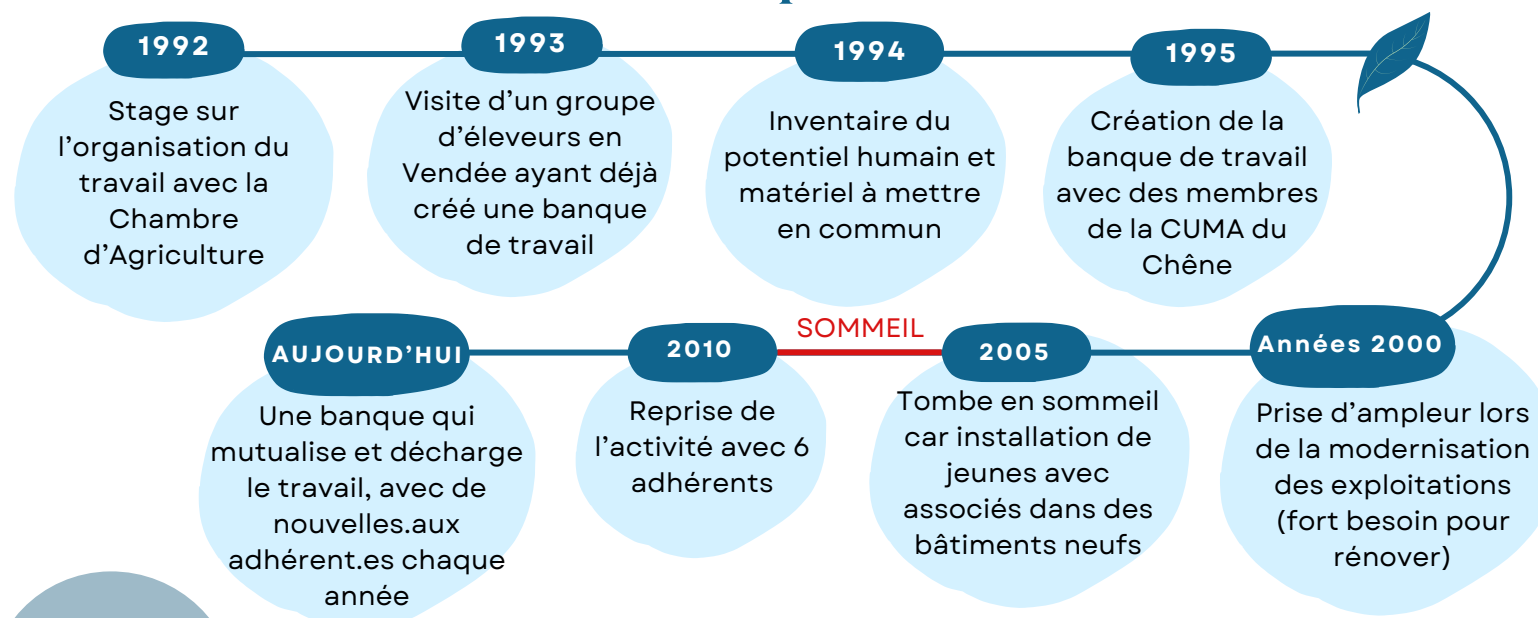 1992
Stage sur
l'organisation du
travail avec la
Chambre
d'Agriculture
1993
Visite d'un groupe
d'éleveurs en
Vendée ayant déjà
créé une banque
de travail
1994
Inventaire du
potentiel humain et
matériel à mettre
en commun
1995
Création de la
banque de travail
avec des membres
de la CUMA du
Chêne
Années 2000
Prise d'ampleur lors
de la modernisation
des exploitations
(fort besoin pour
rénover)
2005
Tombe en sommeil
car installation de
jeunes avec
associés dans des
bâtiments neufs
SOMMEIL
2010
Reprise de
l'activité avec 6
adhérents
AUJOURD'HUI
Une banque qui
mutualise et décharge
le travail, avec de
nouvelles.aux
adhérent.es chaque
année